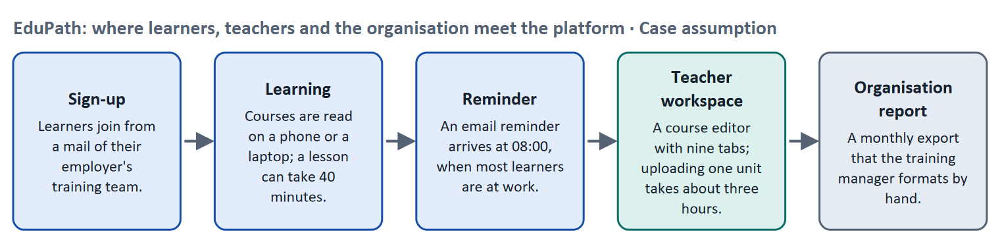 EduPath: where learners, teachers and the organisation meet the platform · Case assumption
Sign-up
Learners join from
a mail of their
employer's
training team.
Learning
Courses are read
on a phone or a
laptop; a lesson
can take 40
minutes.
Reminder
An email reminder
arrives at 08:00,
when most learners
are at work.
Teacher
workspace
A course editor
with nine tabs;
uploading one unit
takes about three
hours.
Organisation
report
A monthly export
that the training
manager formats by
hand.